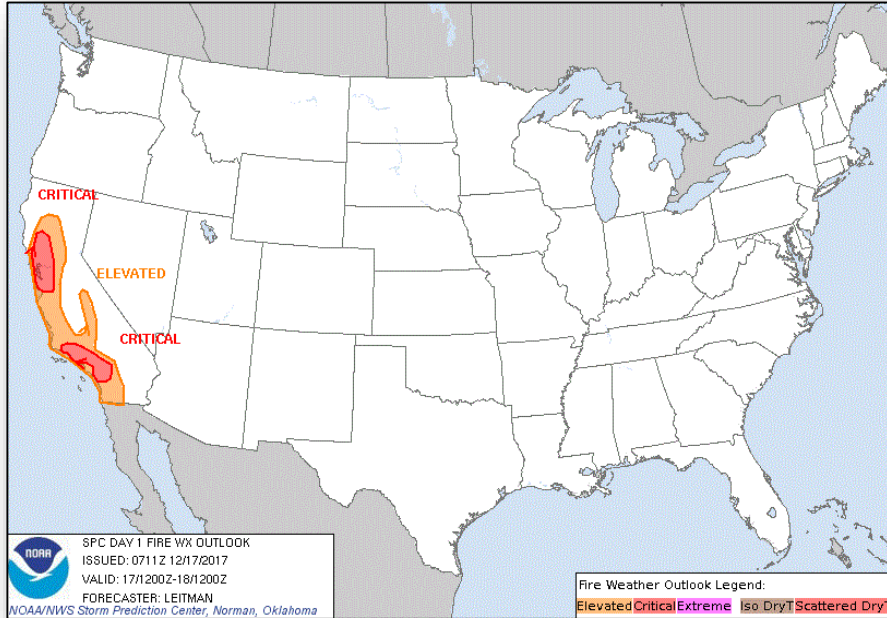 CRITICAL
ELEVATED
CRITICAL
NOAA
SPC DAY 1 FIRE WX OUTLOOK
ISSUED: 0711Z 12/17/2017
VALID: 17/1200Z-18/1200Z
FORECASTER: LEITMAN
NOAA/NWS Storm Prediction Center, Norman, Oklahoma
Fire Weather Outlook Legend:
Elevated Critical Extreme Iso DryT Scattered DryT